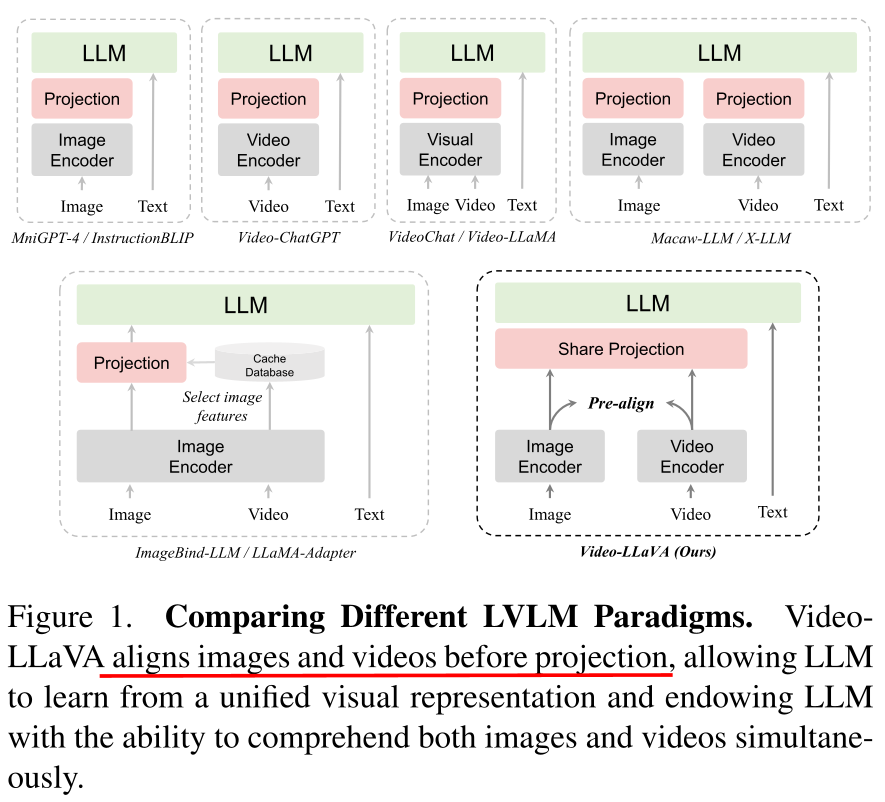 LLM
Projection
Image
Encoder
Image
Text
MniGPT-4 / InstructionBLIP
LLM
Projection
Video
Encoder
Video
Text
Video-ChatGPT
LLM
Projection
Visual
Encoder
Image Video Text
VideoChat / Video-LLaMA
LLM
Projection
Projection
Image
Encoder
Video
Encoder
Image
Video
Text
Macaw-LLM / X-LLM
LLM
Projection
Cache
Database
Select image
features
Image
Encoder
Image
Video
Text
ImageBind-LLM / LLaMA-Adapter
LLM
Share Projection
Pre-align
Image
Encoder
Video
Encoder
Image
Video
Text
Video-LLaVA (Ours)
Figure 1. Comparing Different LVLM Paradigms. Video-
LLaVA aligns images and videos before projection, allowing LLM
to learn from a unified visual representation and endowing LLM
with the ability to comprehend both images and videos simultane-
ously.